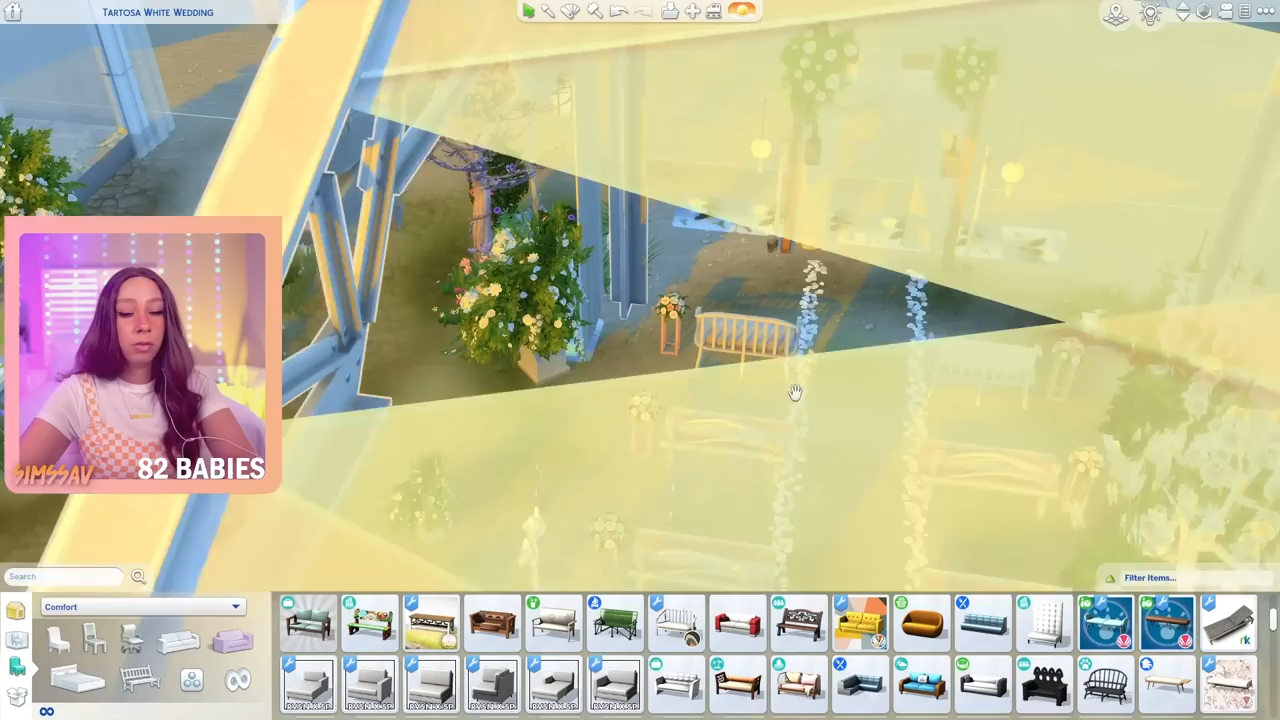 TARTOSA WHITE WEDDING
SIMSSAV
82 BABIES
Search
Filter Items...
Comfort